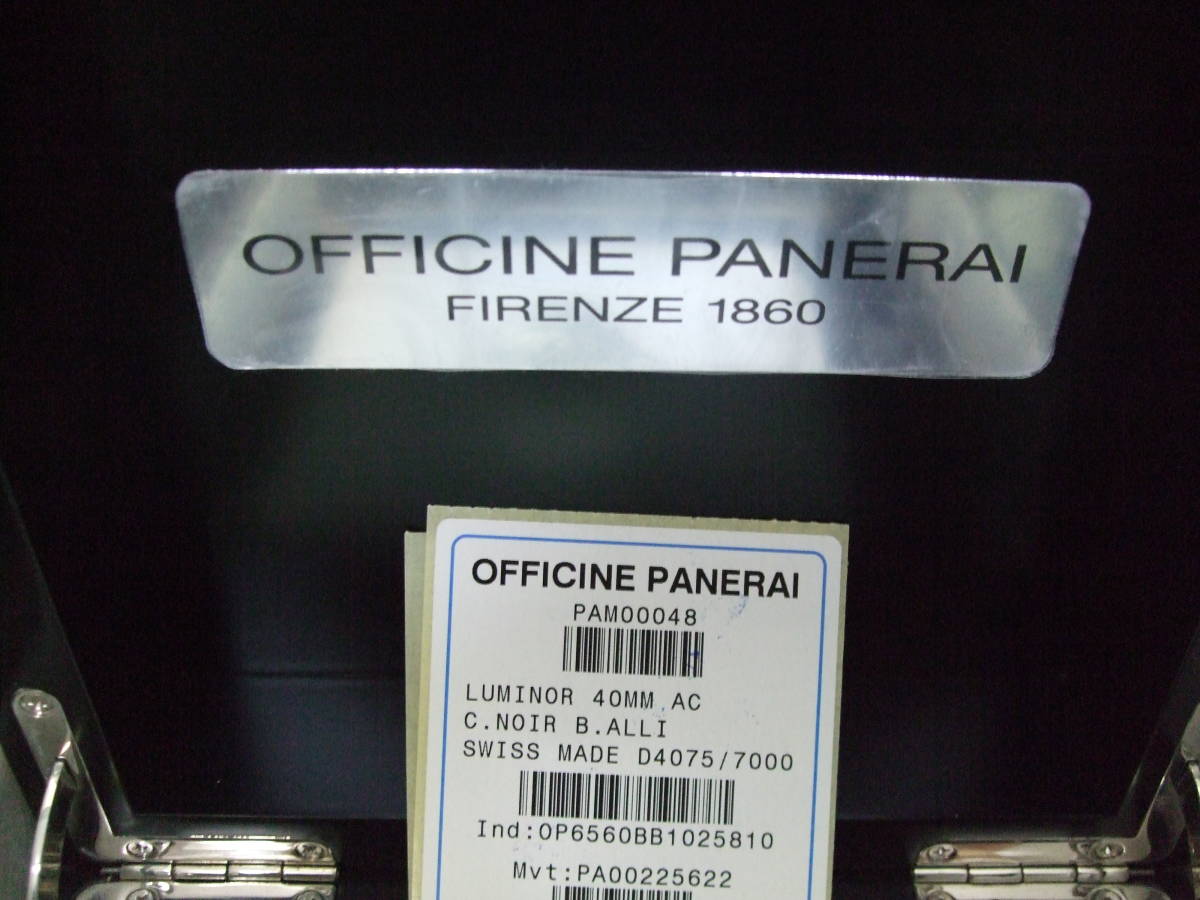 OFFICINE PANERAI
FIRENZE 1860
OFFICINE PANERAI
PAM00048
LUMINOR 40MM AC
C.NOIR B.ALLI
SWISS MADE D4075/7000
Ind:OP6560BB1025810
Mvt:PA00225622